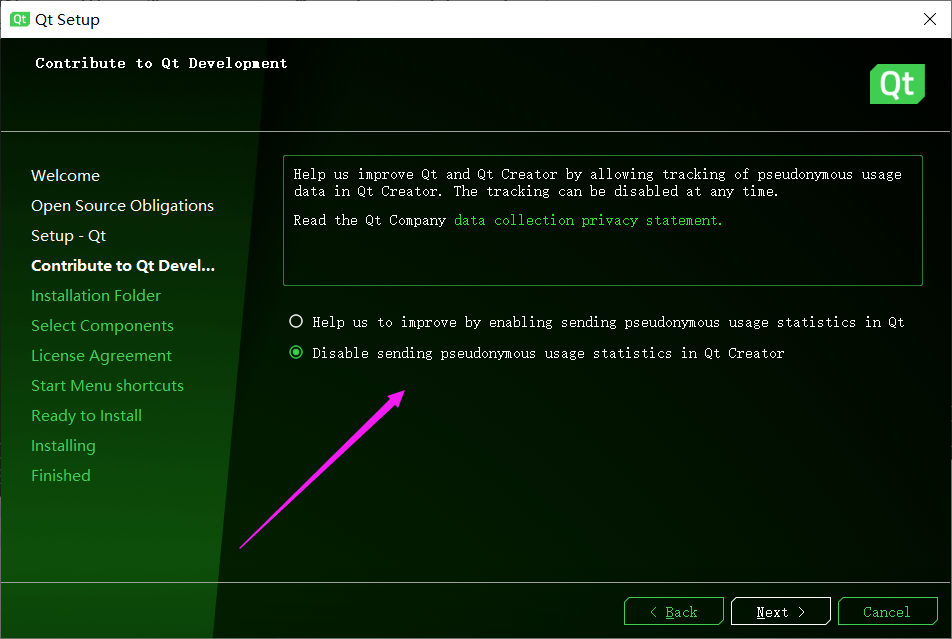 Qt Qt Setup
Contribute to Qt Development
Qt
Welcome
Open Source Obligations
Setup - Qt
Contribute to Qt Devel...
Installation Folder
Select Components
License Agreement
Start Menu shortcuts
Ready to Install
Installing
Finished
Help us improve Qt and Qt Creator by allowing tracking of pseudonymous usage
data in Qt Creator. The tracking can be disabled at any time.
Read the Qt Company data collection privacy statement.
Help us to improve by enabling sending pseudonymous usage statistics in Qt
Disable sending pseudonymous usage statistics in Qt Creator
< Back
Next >
Cancel